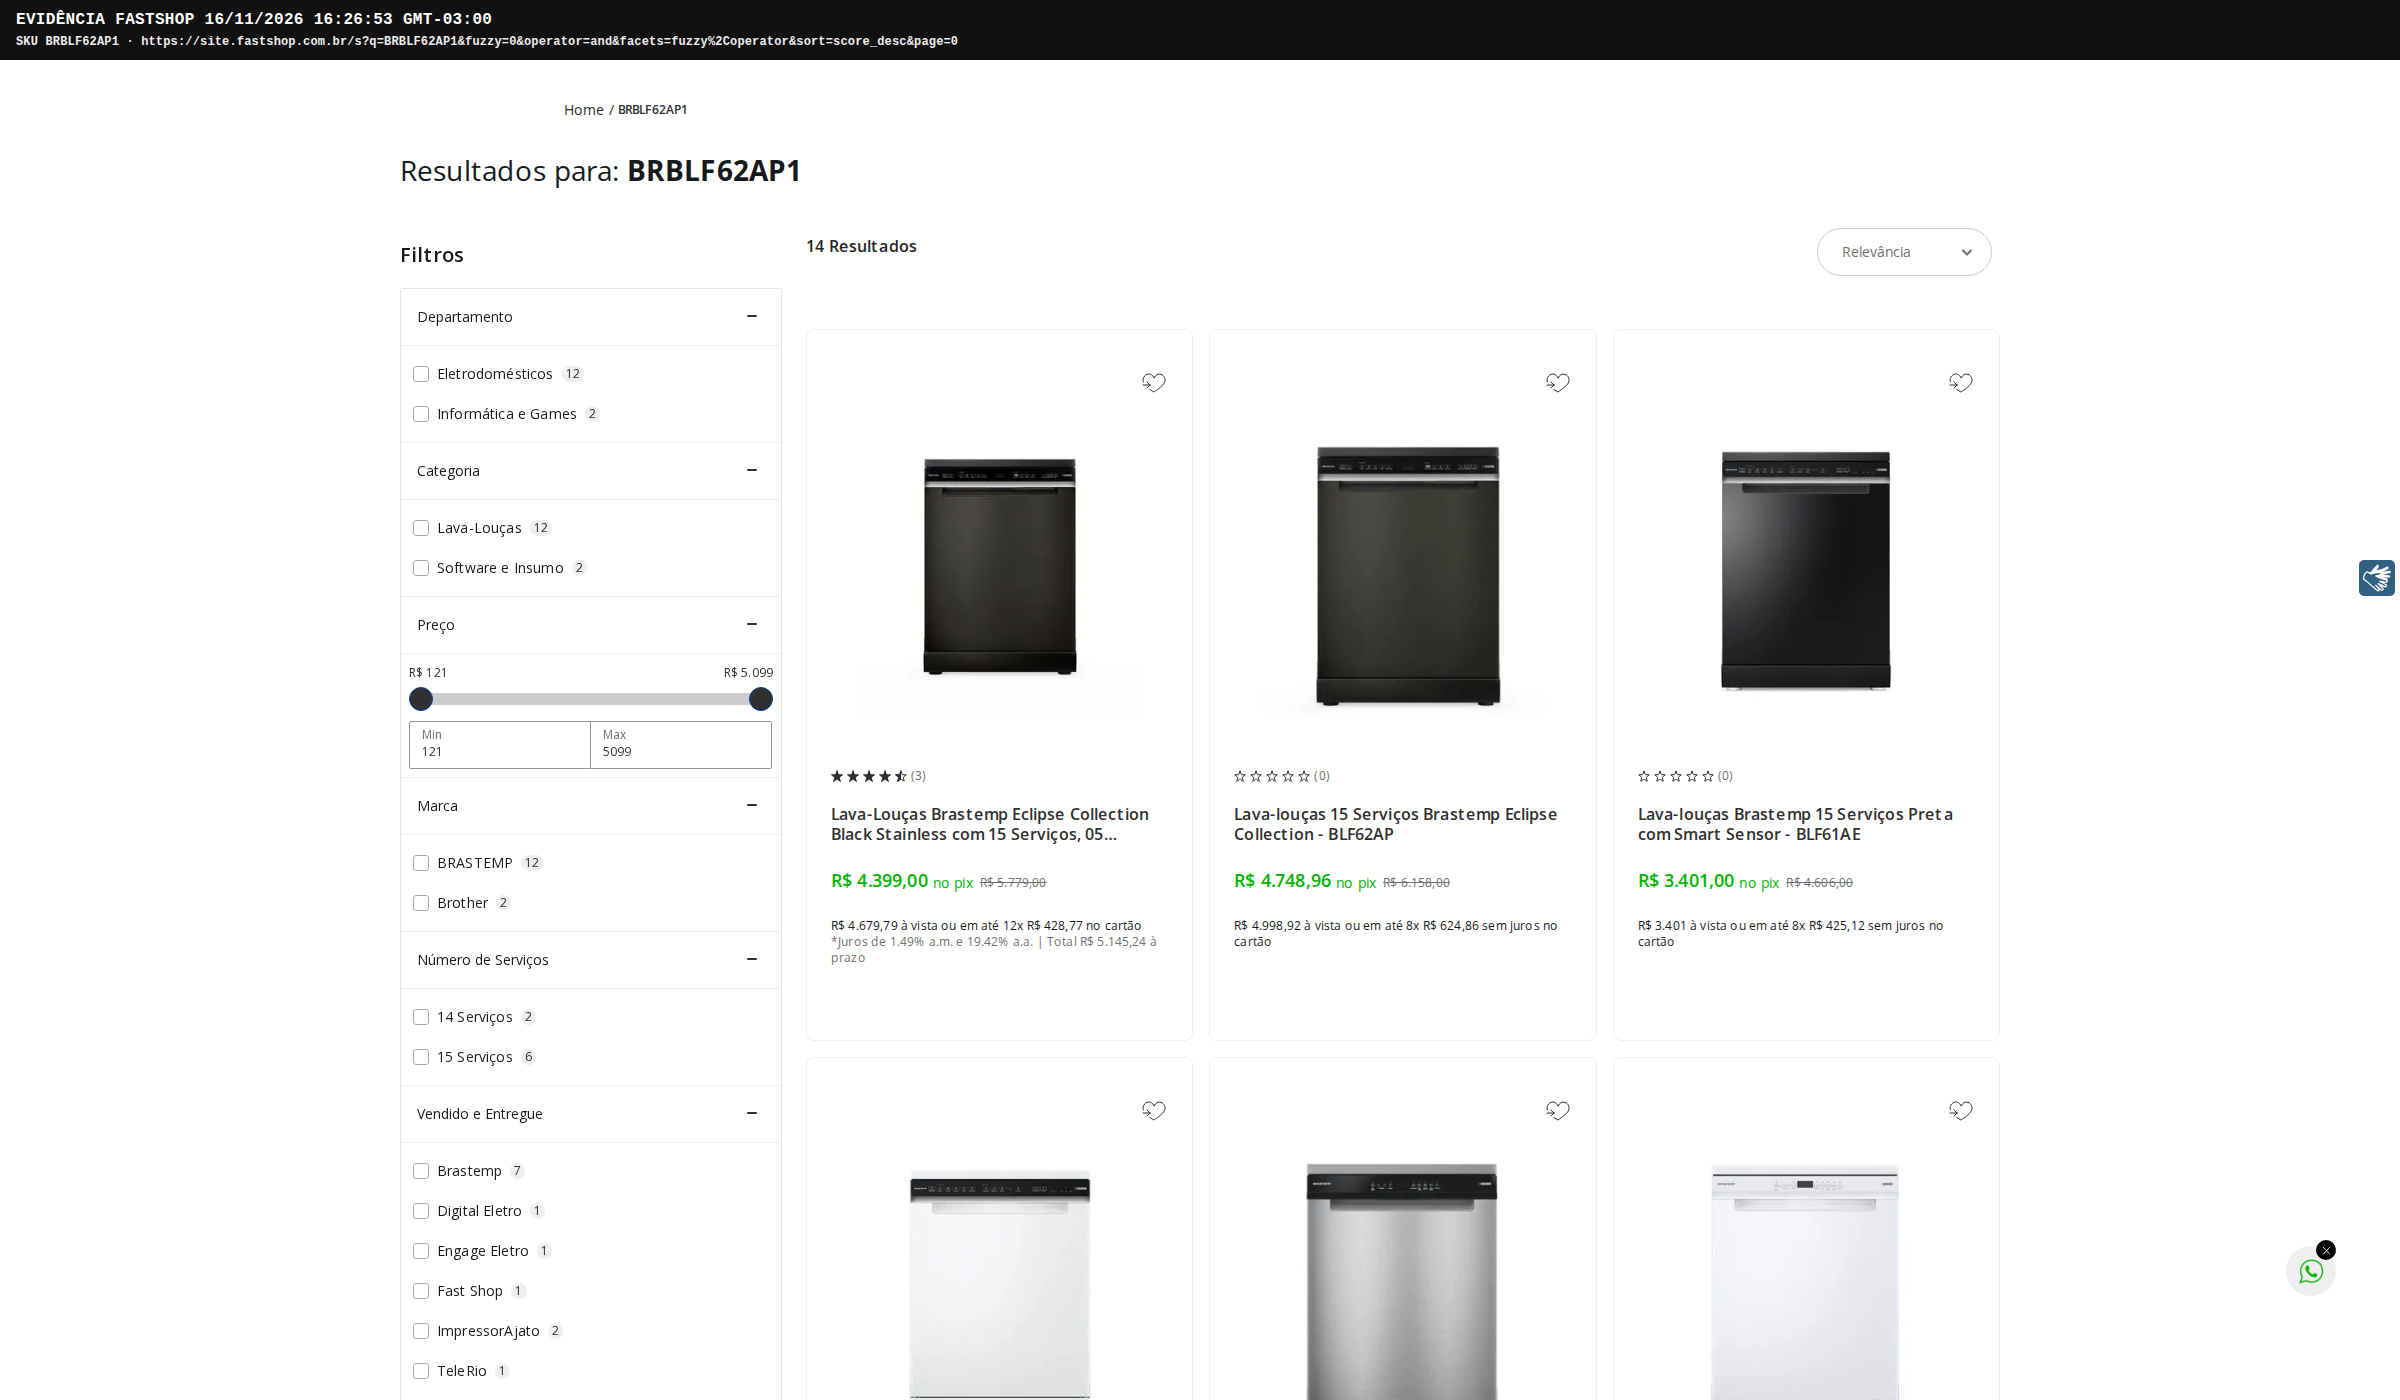 EVIDÊNCIA FASTSHOP 16/11/2026 16:26:53 GMT-03:00
SKU BRBLF62AP1 · https://site.fastshop.com.br/s?q=BRBLF62AP1&fuzzy=0&operator=and&facets=fuzzy%2Coperator&sort=score_desc&page=0
Home / BRBLF62AP1
Resultados para: BRBLF62AP1
Filtros
14 Resultados
Relevância
Departamento
Eletrodomésticos 12
Informática e Games 2
Categoria
Lava-Louças 12
Software e Insumo 2
Preço
R$ 121
R$ 5.099
Min
121
Max
5099
Marca
BRASTEMP 12
Brother 2
Número de Serviços
14 Serviços 2
15 Serviços 6
Vendido e Entregue
Brastemp 7
Digital Eletro 1
Engage Eletro 1
Fast Shop 1
ImpressorAjato 2
TeleRio 1
(3)
Lava-Louças Brastemp Eclipse Collection
Black Stainless com 15 Serviços, 05...
R$ 4.399,00 no pix R$ 5.779,00
R$ 4.679,79 à vista ou em até 12x R$ 428,77 no cartão
*Juros de 1.49% a.m. e 19.42% a.a. | Total R$ 5.145,24 à
prazo
(0)
Lava-louças 15 Serviços Brastemp Eclipse
Collection - BLF62AP
R$ 4.748,96 no pix R$ 6.158,00
R$ 4.998,92 à vista ou em até 8x R$ 624,86 sem juros no
cartão
(0)
Lava-louças Brastemp 15 Serviços Preta
com Smart Sensor - BLF61AE
R$ 3.401,00 no pix R$ 4.606,00
R$ 3.401 à vista ou em até 8x R$ 425,12 sem juros no
cartão